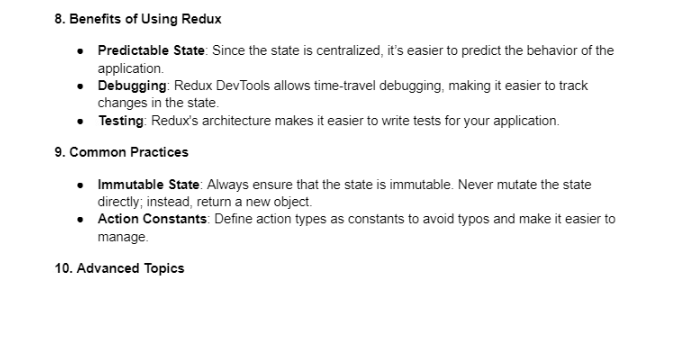 8. Benefits of Using Redux
● Predictable State: Since the state is centralized, it's easier to predict the behavior of the
application.
● Debugging: Redux DevTools allows time-travel debugging, making it easier to track
changes in the state.
● Testing: Redux's architecture makes it easier to write tests for your application.
9. Common Practices
● Immutable State: Always ensure that the state is immutable. Never mutate the state
directly; instead, return a new object.
● Action Constants: Define action types as constants to avoid typos and make it easier to
manage.
10. Advanced Topics